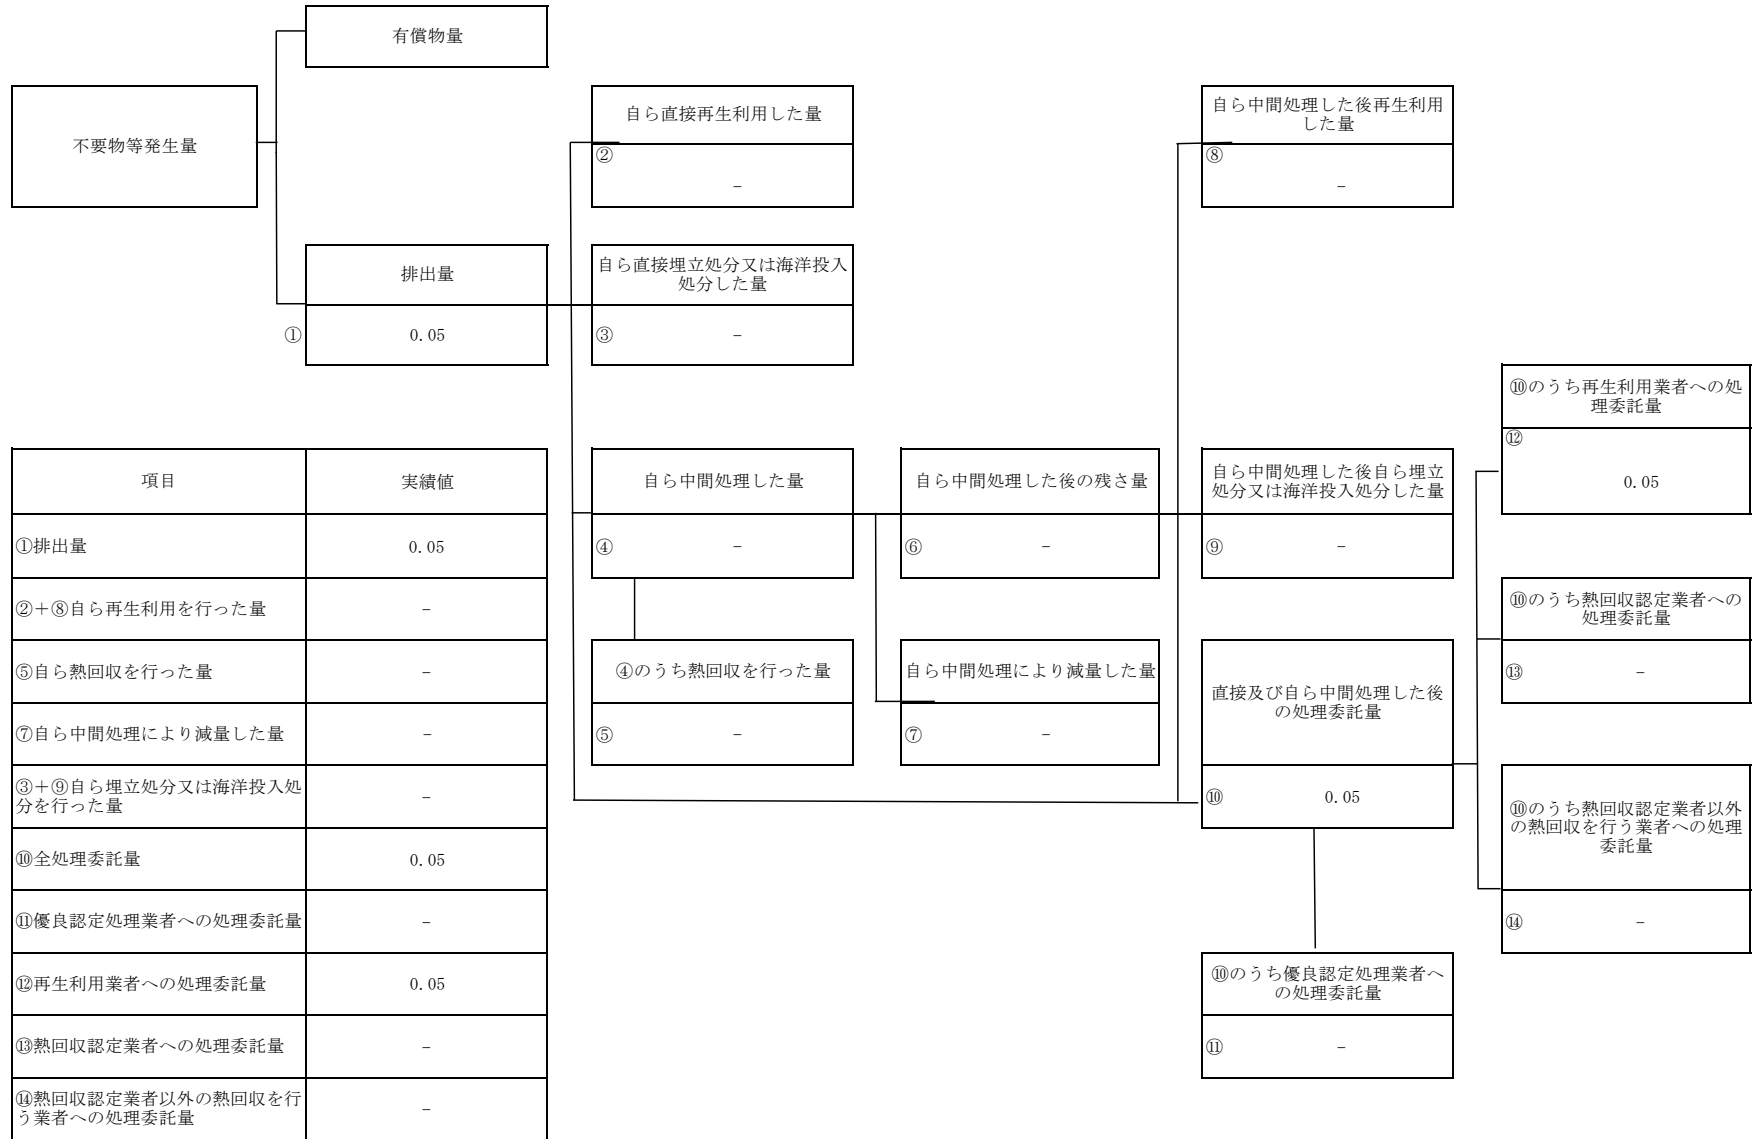 有償物量
不要物等発生量
自ら直接再生利用した量
②
-
自ら中間処理した後再生利用
した量
⑧
-
排出量
① 0.05
自ら直接埋立処分又は海洋投入
処分した量
③ -
⑩のうち再生利用業者への処
理委託量
⑫
0.05
項目 実績値
①排出量 0.05
②+⑧自ら再生利用を行った量 -
⑤自ら熱回収を行った量 -
⑦自ら中間処理により減量した量 -
③+⑨自ら埋立処分又は海洋投入処
分を行った量 -
⑩全処理委託量 0.05
⑪優良認定処理業者への処理委託量 -
⑫再生利用業者への処理委託量 0.05
⑬熱回収認定業者への処理委託量 -
⑭熱回収認定業者以外の熱回収を行
う業者への処理委託量 -
自ら中間処理した量
④ -
自ら中間処理した後の残さ量
⑥ -
自ら中間処理した後自ら埋立
処分又は海洋投入処分した量
⑨ -
④のうち熱回収を行った量
⑤ -
自ら中間処理により減量した量
⑦ -
直接及び自ら中間処理した後
の処理委託量
⑩ 0.05
⑩のうち熱回収認定業者への
処理委託量
⑬ -
⑩のうち熱回収認定業者以外
の熱回収を行う業者への処理
委託量
⑭ -
⑩のうち優良認定処理業者へ
の処理委託量
⑪ -